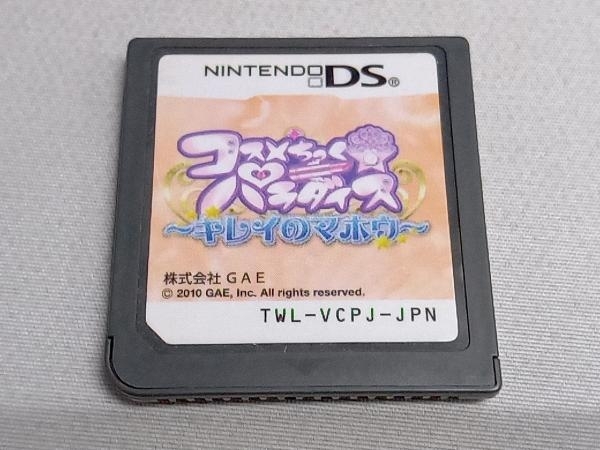 NINTENDO DS®
コスメちっく
パラダイス
～キレイのマホウ～
株式会社 GAE
© 2010 GAE, Inc. All rights reserved.
TWL-VCPJ-JPN